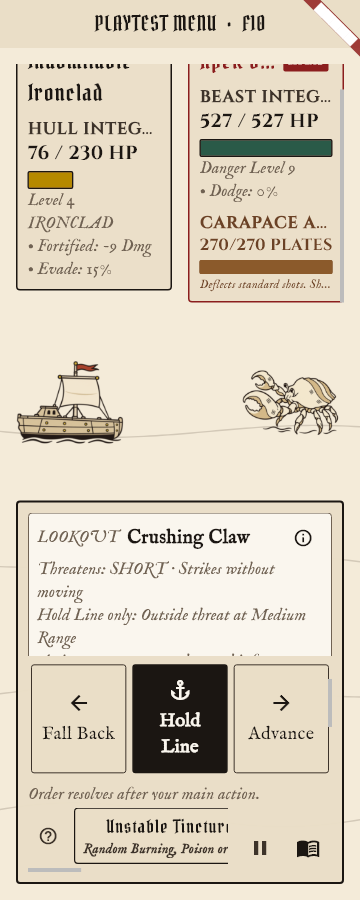 PLAYTEST MENU · F10
Indomitable
Ironclad
HULL INTEG...
76 / 230 HP
Level 4
IRONCLAD
• Fortified: -9 Dmg
• Evade: 15%
BEAST INTEG...
527 / 527 HP
Danger Level 9
• Dodge: 0%
CARAPACE A...
270/270 PLATES
Deflects standard shots. Sh...
LOOKOUT Crushing Claw
Threatens: SHORT · Strikes without
moving
Hold Line only: Outside threat at Medium
Range
Fall Back
Hold
Line
Advance
Order resolves after your main action.
Unstable Tincture
Random Burning, Poison or